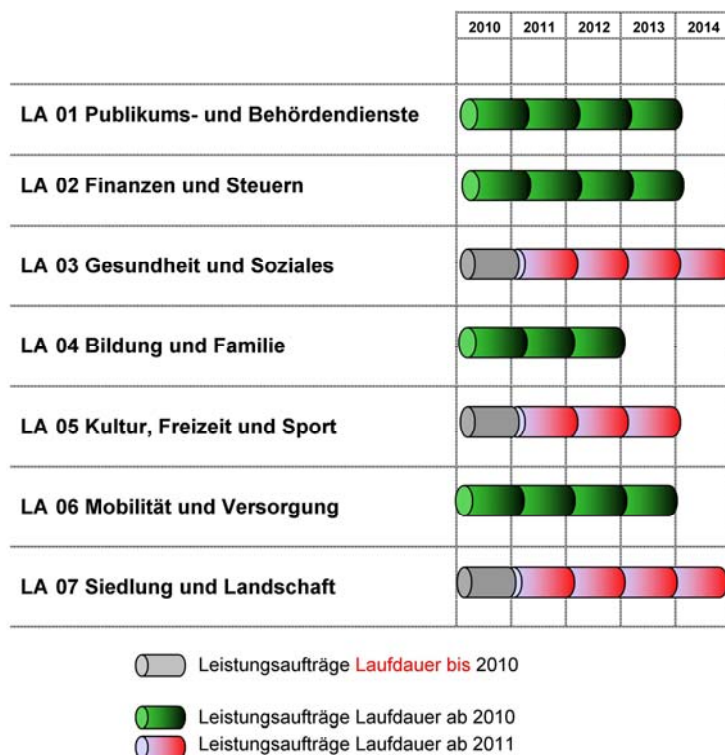 2010 2011 2012 2013 2014
LA 01 Publikums- und Behördendienste
LA 02 Finanzen und Steuern
LA 03 Gesundheit und Soziales
LA 04 Bildung und Familie
LA 05 Kultur, Freizeit und Sport
LA 06 Mobilität und Versorgung
LA 07 Siedlung und Landschaft
Leistungsaufträge Laufdauer bis 2010
Leistungsaufträge Laufdauer ab 2010
Leistungsaufträge Laufdauer ab 2011